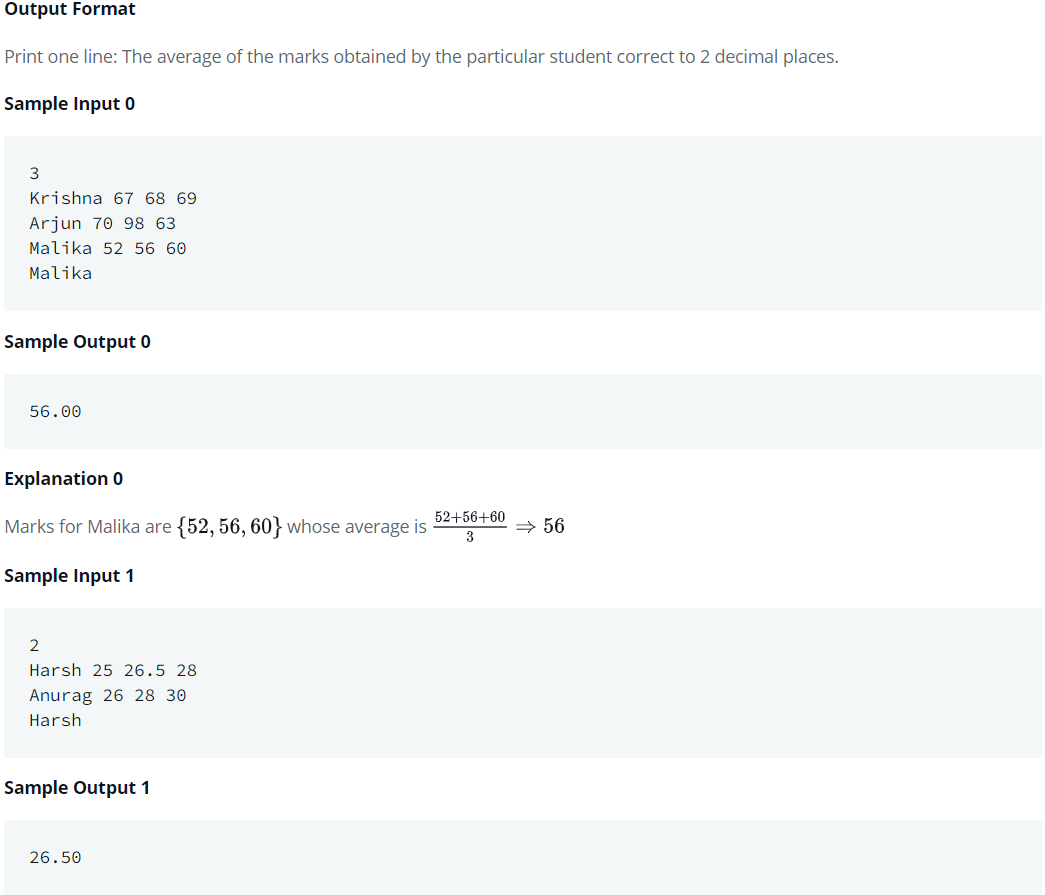 Output Format
Print one line: The average of the marks obtained by the particular student correct to 2 decimal places.
Sample Input 0
3
Krishna 67 68 69
Arjun 70 98 63
Malika 52 56 60
Malika
Sample Output 0
56.00
Explanation 0
Marks for Malika are {52, 56, 60} whose average is 52+56+60/3 ⇒ 56
Sample Input 1
2
Harsh 25 26.5 28
Anurag 26 28 30
Harsh
Sample Output 1
26.50